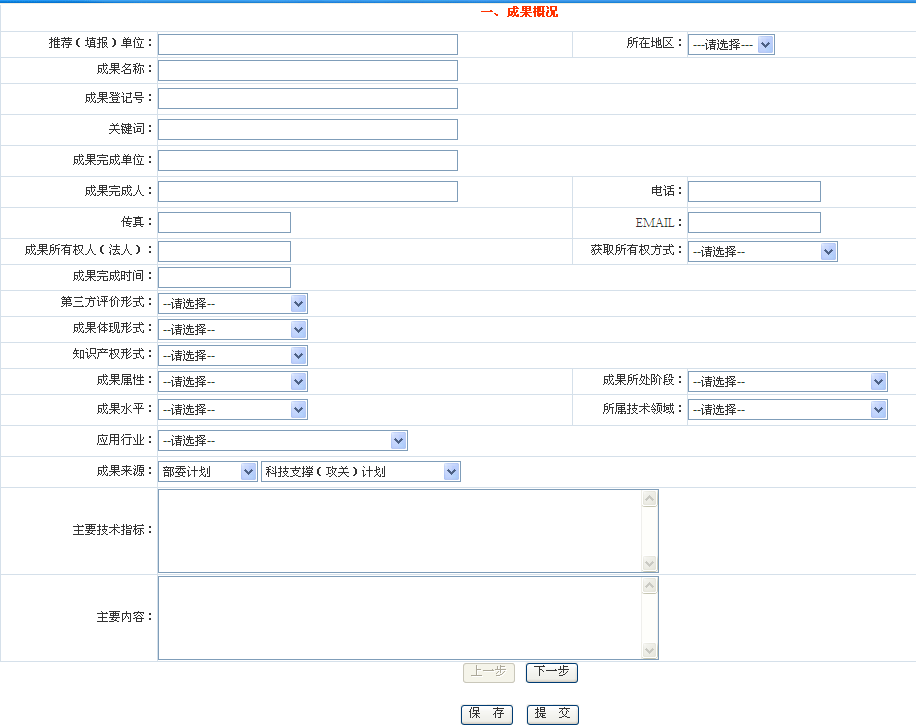 一、成果概况
推荐（填报）单位： 所在地区： ---请选择---
成果名称：
成果登记号：
关键词：
成果完成单位：
成果完成人： 电话：
传真： EMAIL：
成果所有权人（法人）： 获取所有权方式： --请选择--
成果完成时间：
第三方评价形式： --请选择--
成果体现形式： --请选择--
知识产权形式： --请选择--
成果属性： --请选择-- 成果所处阶段： --请选择--
成果水平： --请选择-- 所属技术领域： --请选择--
应用行业： --请选择--
成果来源： 部委计划 科技支撑（攻关）计划
主要技术指标：
主要内容：
上一步 下一步
保 存 提 交